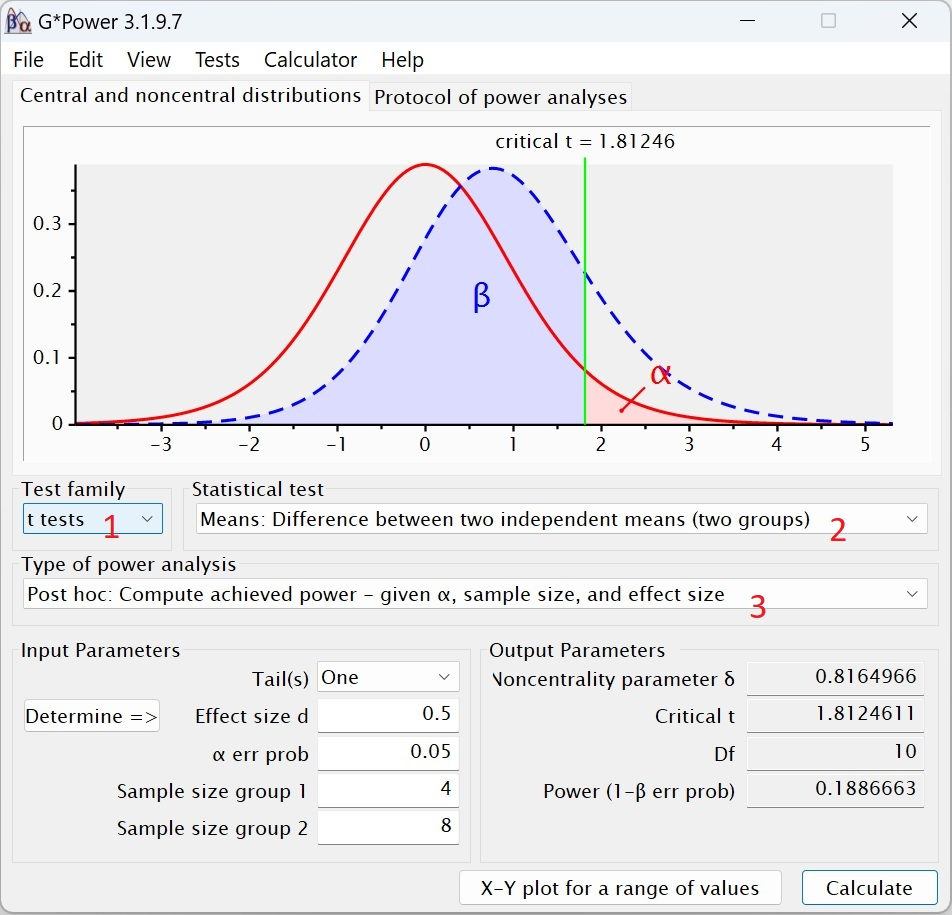 G*Power 3.1.9.7
File Edit View Tests Calculator Help
Central and noncentral distributions Protocol of power analyses
critical t = 1.81246
0.3
0.2
0.1
0
β
α
−3 −2 −1 0 1 2 3 4 5
Test family Statistical test
t tests 1 Means: Difference between two independent means (two groups) 2
Type of power analysis
Post hoc: Compute achieved power – given α, sample size, and effect size 3
Input Parameters Output Parameters
Tail(s) One Noncentrality parameter δ 0.8164966
Determine => Effect size d 0.5 Critical t 1.8124611
α err prob 0.05 Df 10
Sample size group 1 4 Power (1−β err prob) 0.1886663
Sample size group 2 8
X-Y plot for a range of values Calculate